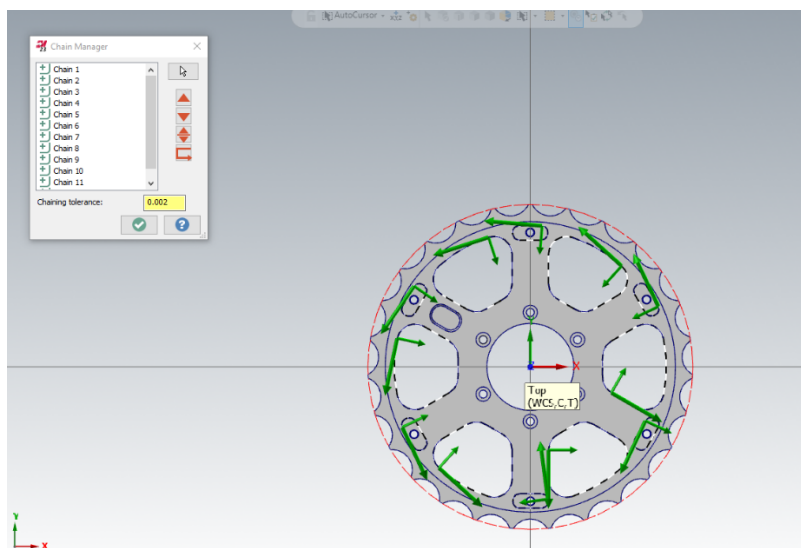 AutoCursor
XYZ
Chain Manager
Chain 1
Chain 2
Chain 3
Chain 4
Chain 5
Chain 6
Chain 7
Chain 8
Chain 9
Chain 10
Chain 11
Chaining tolerance: 0.002
?
X
Top
(WCS,C,T)
Y
X